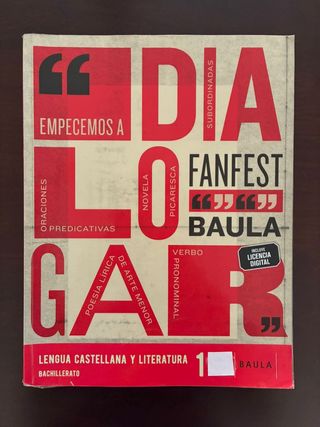 “
EMPECEMOS A
DIA
SUBORDINADAS
LO
FANFEST
““ ““
BAULA
ORACIONES
PREDICATIVAS
NOVELA
PICARESCA
INCLUYE
LICENCIA
DIGITAL
GAR”
POESÍA LÍRICA
DE ARTE MENOR
VERBO
PRONOMINAL
LENGUA CASTELLANA Y LITERATURA 1
BACHILLERATO
BAULA